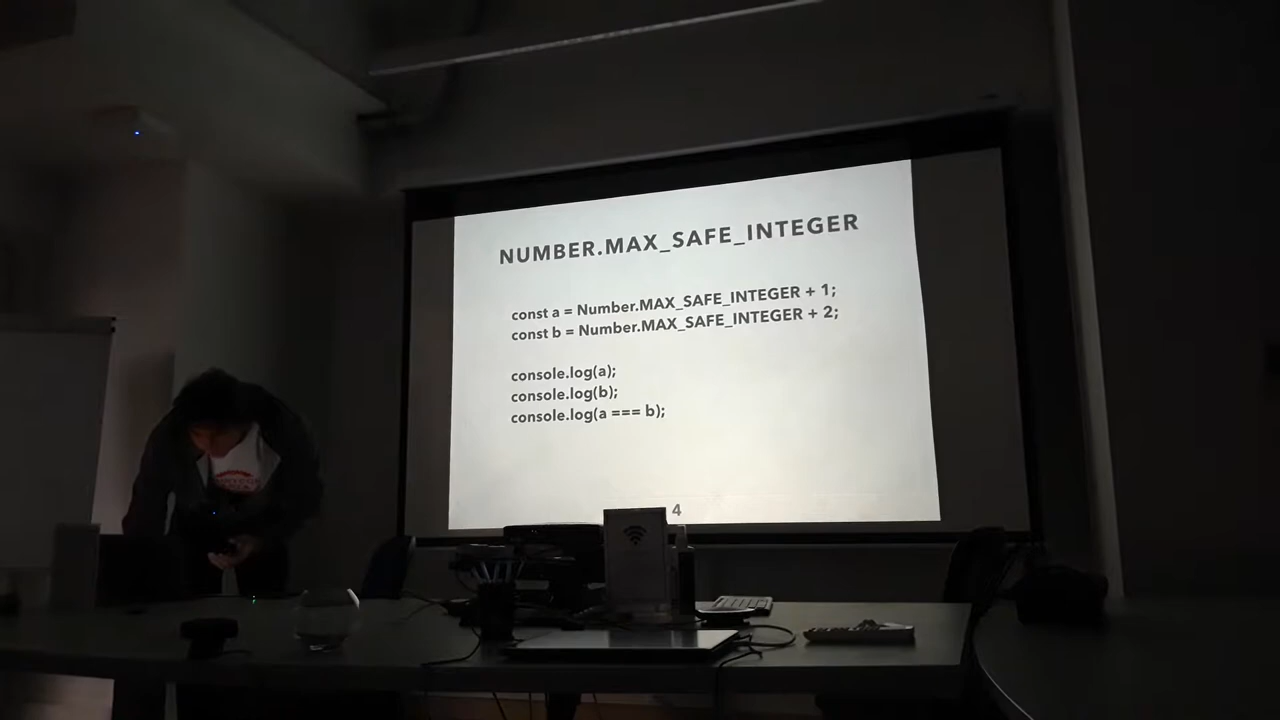 NUMBER.MAX_SAFE_INTEGER
const a = Number.MAX_SAFE_INTEGER + 1;
const b = Number.MAX_SAFE_INTEGER + 2;
console.log(a);
console.log(b);
console.log(a === b);
4